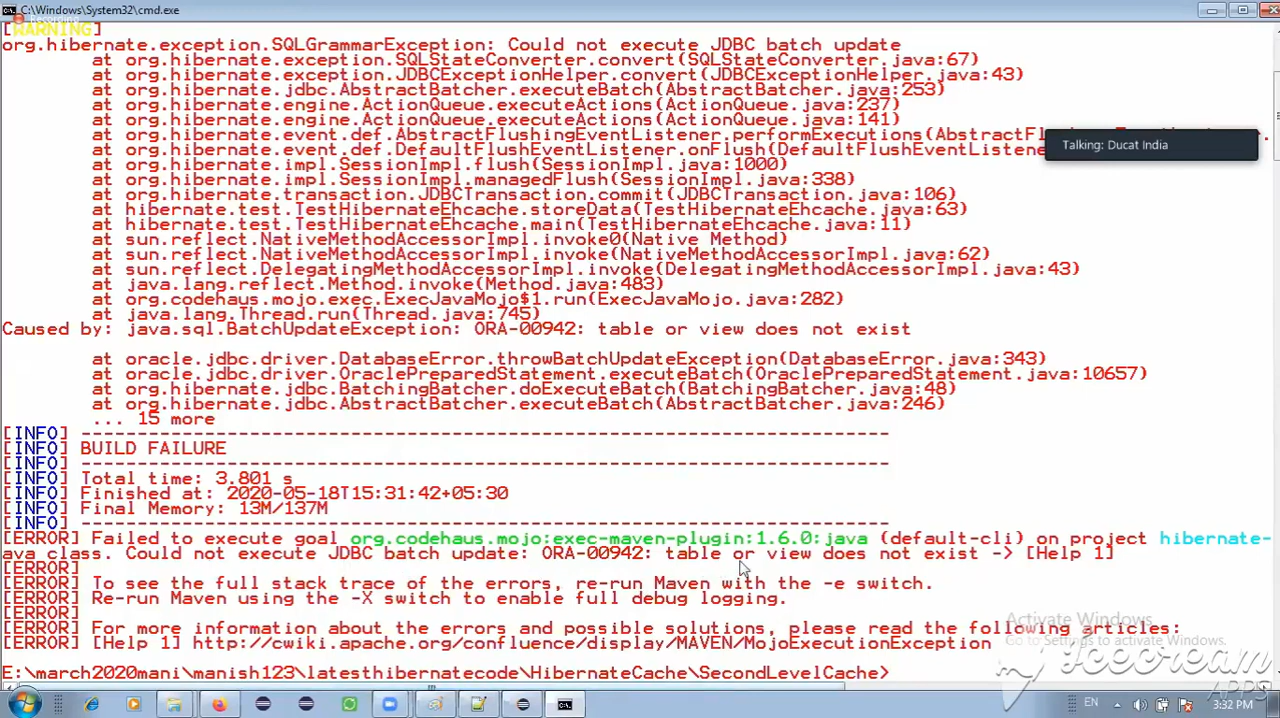 C:\Windows\System32\cmd.exe
Recording
[WARNING]
org.hibernate.exception.SQLGrammarException: Could not execute JDBC batch update
at org.hibernate.exception.SQLStateConverter.convert(SQLStateConverter.java:67)
at org.hibernate.exception.JDBCExceptionHelper.convert(JDBCExceptionHelper.java:43)
at org.hibernate.jdbc.AbstractBatcher.executeBatch(AbstractBatcher.java:253)
at org.hibernate.engine.ActionQueue.executeActions(ActionQueue.java:237)
at org.hibernate.engine.ActionQueue.executeActions(ActionQueue.java:141)
at org.hibernate.event.def.AbstractFlushingEventListener.performExecutions(AbstractFl
at org.hibernate.event.def.DefaultFlushEventListener.onFlush(DefaultFlushEventListene
Talking: Ducat India
at org.hibernate.impl.SessionImpl.flush(SessionImpl.java:1000)
at org.hibernate.impl.SessionImpl.managedFlush(SessionImpl.java:338)
at org.hibernate.transaction.JDBCTransaction.commit(JDBCTransaction.java:106)
at hibernate.test.TestHibernateEhcache.storeData(TestHibernateEhcache.java:63)
at hibernate.test.TestHibernateEhcache.main(TestHibernateEhcache.java:11)
at sun.reflect.NativeMethodAccessorImpl.invoke0(Native Method)
at sun.reflect.NativeMethodAccessorImpl.invoke(NativeMethodAccessorImpl.java:62)
at sun.reflect.DelegatingMethodAccessorImpl.invoke(DelegatingMethodAccessorImpl.java:43)
at java.lang.reflect.Method.invoke(Method.java:483)
at org.codehaus.mojo.exec.ExecJavaMojo$1.run(ExecJavaMojo.java:282)
at java.lang.Thread.run(Thread.java:745)
Caused by: java.sql.BatchUpdateException: ORA-00942: table or view does not exist
at oracle.jdbc.driver.DatabaseError.throwBatchUpdateException(DatabaseError.java:343)
at oracle.jdbc.driver.OraclePreparedStatement.executeBatch(OraclePreparedStatement.java:10657)
at org.hibernate.jdbc.BatchingBatcher.doExecuteBatch(BatchingBatcher.java:48)
at org.hibernate.jdbc.AbstractBatcher.executeBatch(AbstractBatcher.java:246)
... 15 more
[INFO] ------------------------------------------------------------------------
[INFO] BUILD FAILURE
[INFO] ------------------------------------------------------------------------
[INFO] Total time: 3.801 s
[INFO] Finished at: 2020-05-18T15:31:42+05:30
[INFO] Final Memory: 13M/137M
[INFO] ------------------------------------------------------------------------
[ERROR] Failed to execute goal org.codehaus.mojo:exec-maven-plugin:1.6.0:java (default-cli) on project hibernate-
ava class. Could not execute JDBC batch update: ORA-00942: table or view does not exist -> [Help 1]
[ERROR]
[ERROR] To see the full stack trace of the errors, re-run Maven with the -e switch.
[ERROR] Re-run Maven using the -X switch to enable full debug logging.
[ERROR]
[ERROR] For more information about the errors and possible solutions, please read the following articles:
[ERROR] [Help 1] http://cwiki.apache.org/confluence/display/MAVEN/MojoExecutionException
Activate Windows
Go to Settings to activate Windows.
E:\march2020mani\manish123\latesthibernatecode\HibernateCache\SecondLevelCache>
Icecream
APPS
EN
3:32 PM